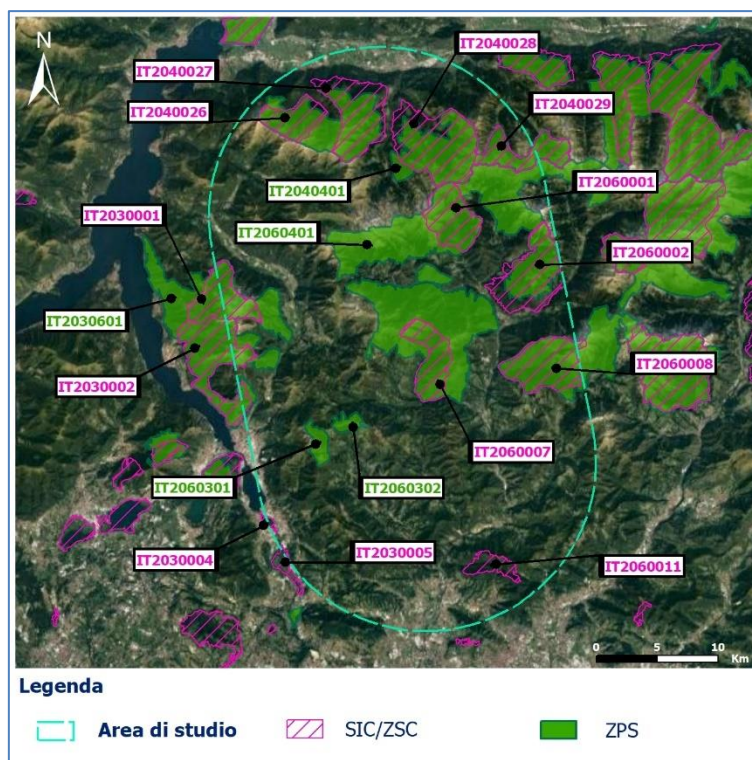 N
IT2040028
IT2040027
IT2040026
IT2040029
IT2040401
IT2060001
IT2030001
IT2060401
IT2060002
IT2030601
IT2030002
IT2060008
IT2060007
IT2060301
IT2060302
IT2030004
IT2030005
IT2060011
0 5 10
Km
Legenda
Area di studio SIC/ZSC ZPS